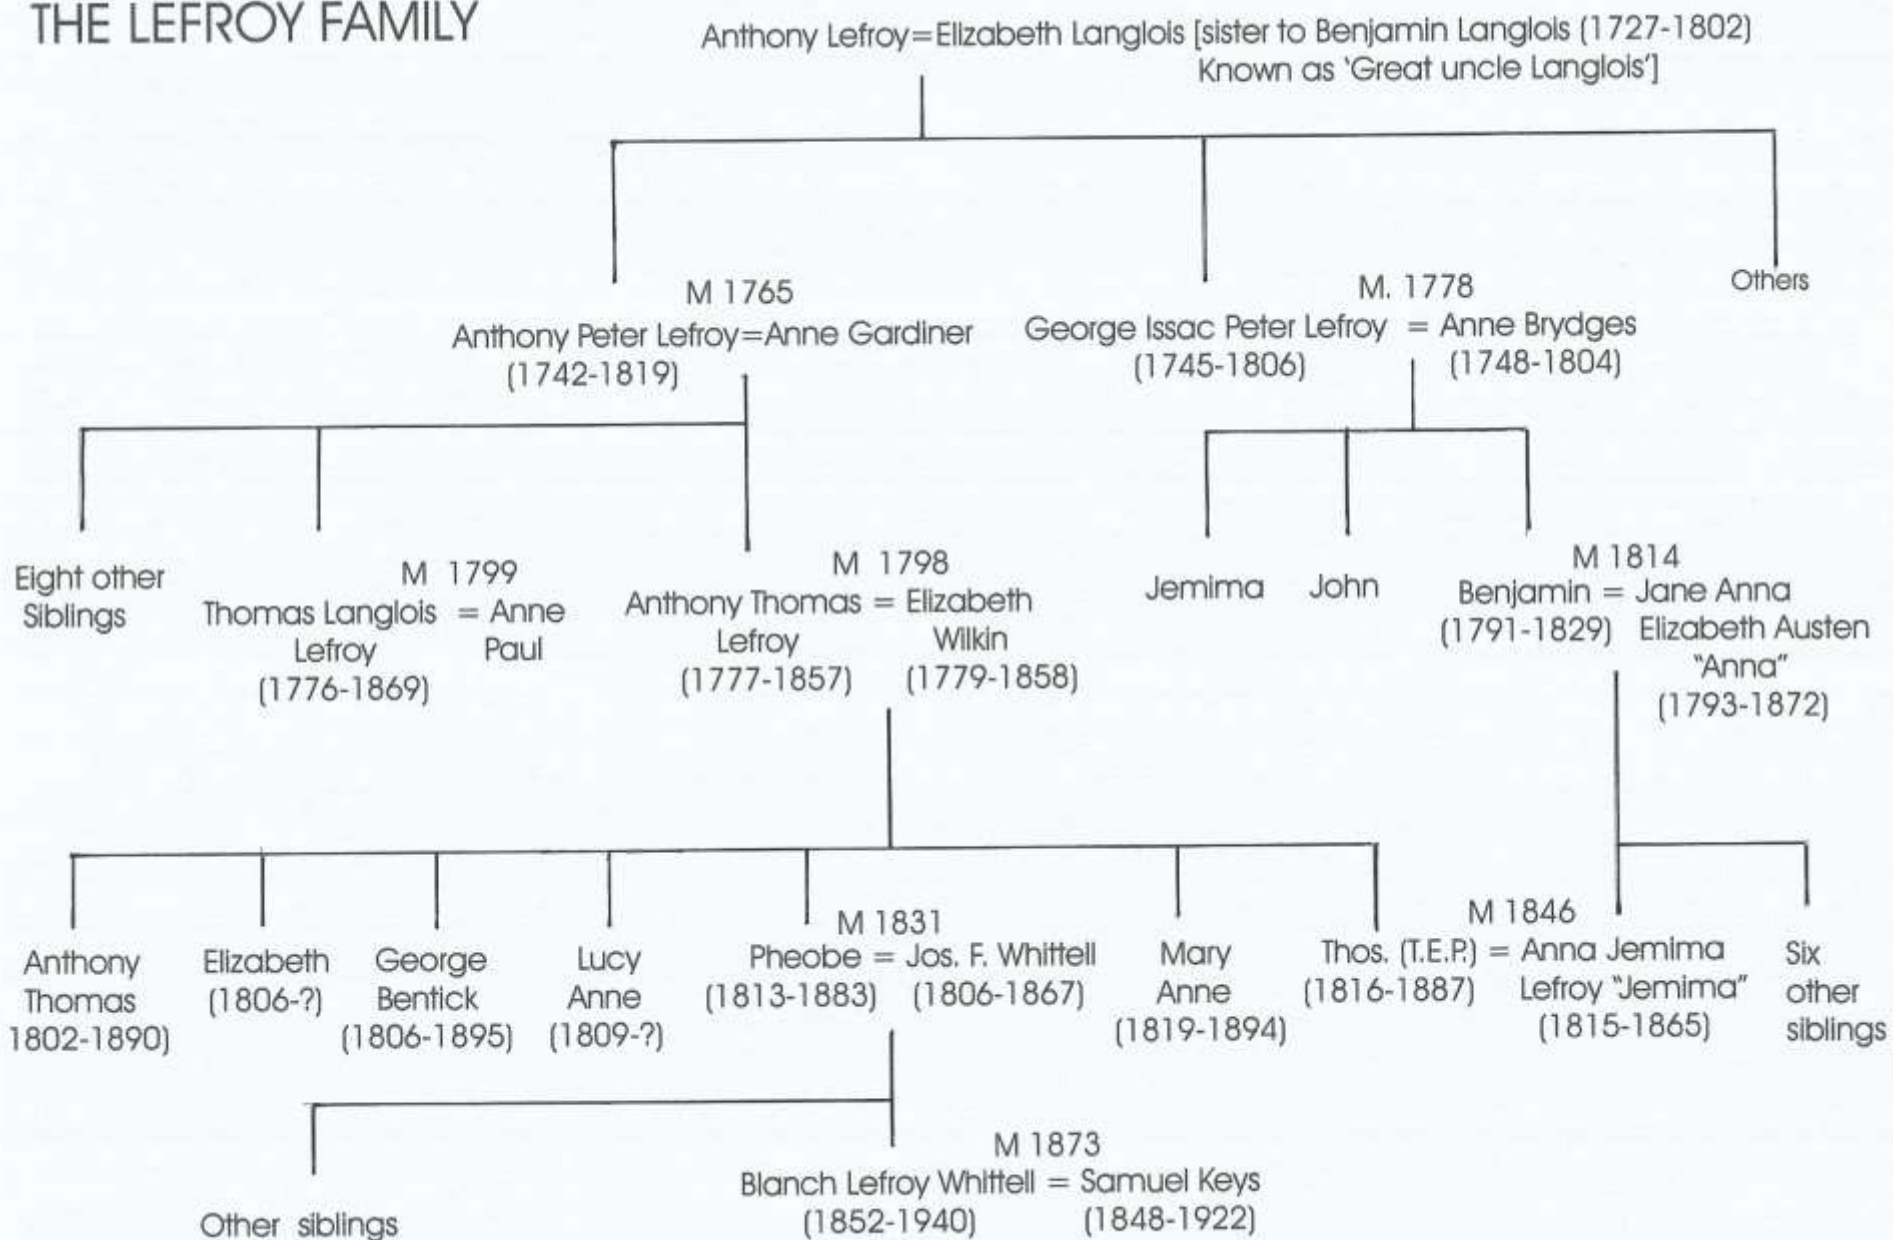 THE LEFROY FAMILY
Anthony Lefroy=Elizabeth Langlois [sister to Benjamin Langlois (1727-1802)
Known as 'Great uncle Langlois']
Others
M 1765
Anthony Peter Lefroy=Anne Gardiner
(1742-1819)
M. 1778
George Issac Peter Lefroy = Anne Brydges
(1745-1806) (1748-1804)
Eight other
Siblings
M 1799
Thomas Langlois = Anne
Lefroy Paul
(1776-1869)
M 1798
Anthony Thomas = Elizabeth
Lefroy Wilkin
(1777-1857) (1779-1858)
Jemima
John
M 1814
Benjamin = Jane Anna
(1791-1829) Elizabeth Austen
"Anna"
(1793-1872)
Anthony
Thomas
1802-1890)
Elizabeth
(1806-?)
George
Bentick
(1806-1895)
Lucy
Anne
(1809-?)
M 1831
Pheobe = Jos. F. Whittell
(1813-1883) (1806-1867)
Mary
Anne
(1819-1894)
M 1846
Thos. (T.E.P.) = Anna Jemima
(1816-1887) Lefroy "Jemima"
(1815-1865)
Six
other
siblings
Other siblings
M 1873
Blanch Lefroy Whittell = Samuel Keys
(1852-1940) (1848-1922)